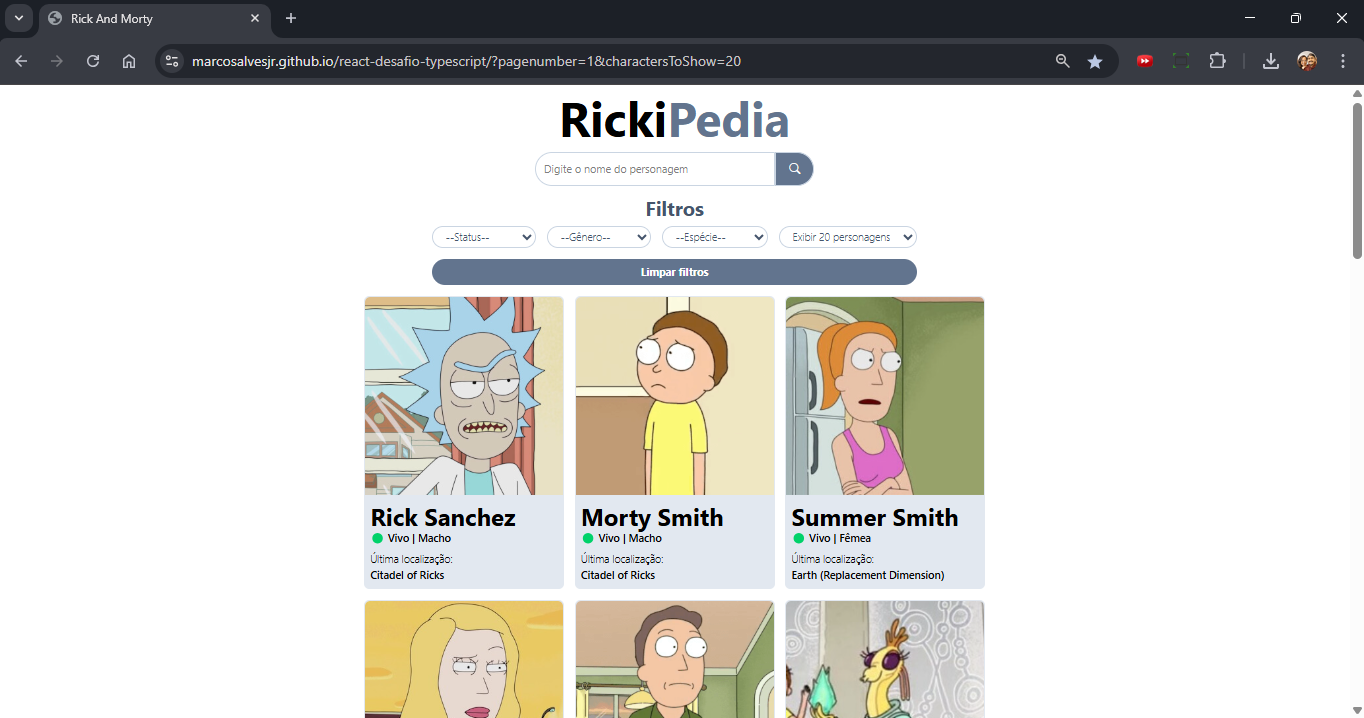 Rick And Morty
marcosalvesjr.github.io/react-desafio-typescript/?pagenumber=1&charactersToShow=20
RickiPedia
Digite o nome do personagem
Filtros
--Status-- --Gênero-- --Espécie-- Exibir 20 personagens
Limpar filtros
Rick Sanchez
Vivo | Macho
Última localização:
Citadel of Ricks
Morty Smith
Vivo | Macho
Última localização:
Citadel of Ricks
Summer Smith
Vivo | Fêmea
Última localização:
Earth (Replacement Dimension)